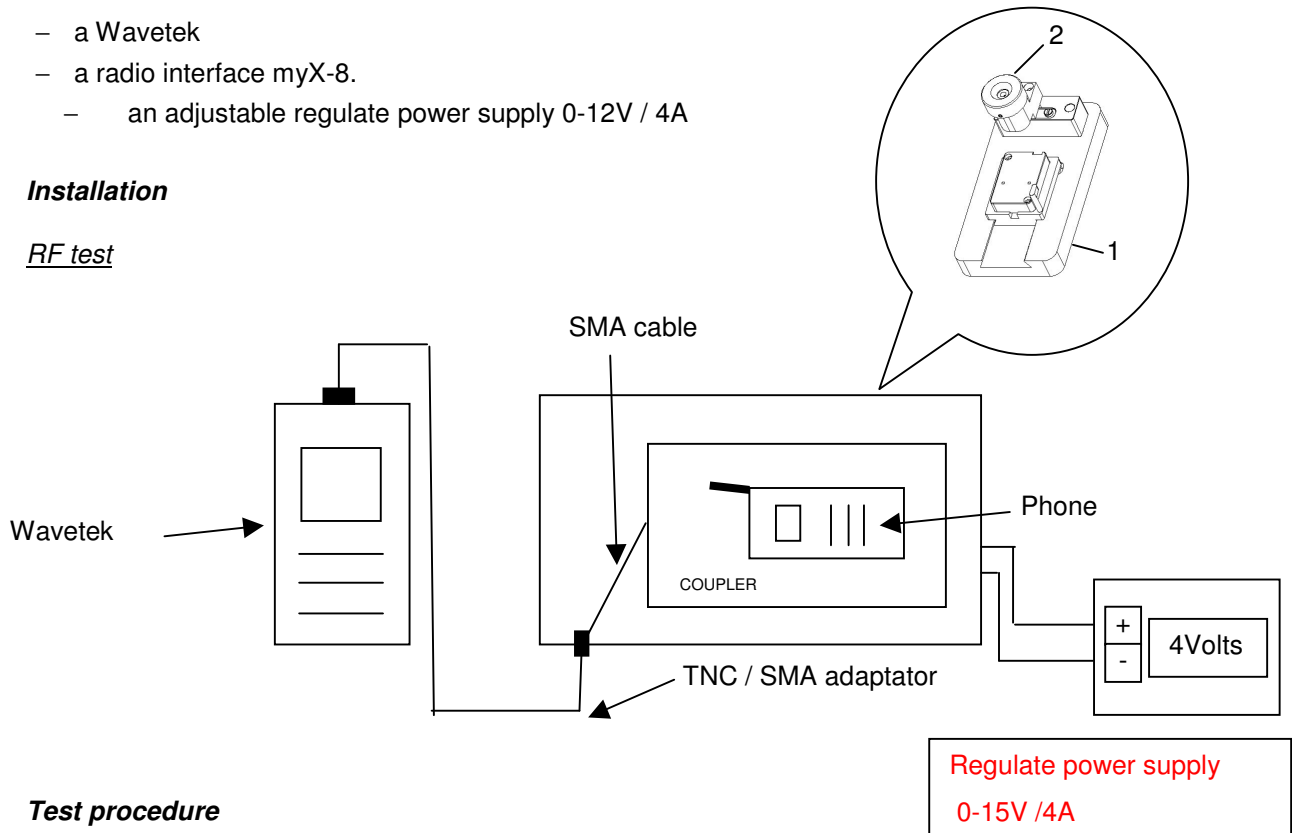 – a Wavetek
– a radio interface myX-8.
– an adjustable regulate power supply 0-12V / 4A
Installation
RF test
2
1
SMA cable
Wavetek
Phone
COUPLER
+
-
4Volts
TNC / SMA adaptator
Regulate power supply
0-15V /4A
Test procedure